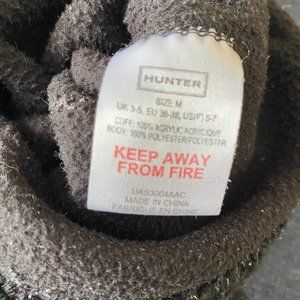 HUNTER
SIZE M
UK 3-5, EU 36-38, US(F) 5-7
CUFF: 100% ACRYLIC/ACRYLIQUE
BODY: 100% POLYESTER/POLYESTER
KEEP AWAY
FROM FIRE
UAS3004AAC
MADE IN CHINA
FABRIQUÉ EN CHINE